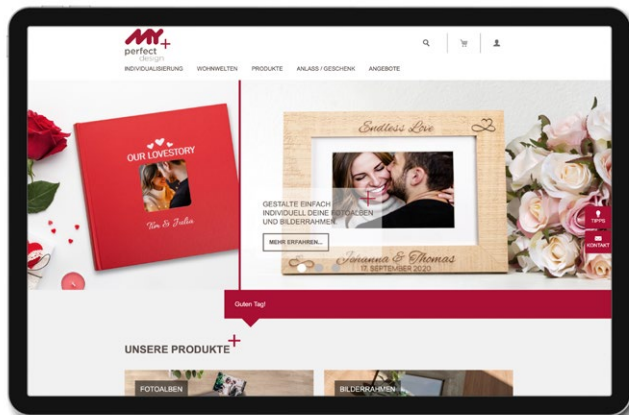 MY+
perfect
design
INDIVIDUALISIERUNG WOHNWELTEN PRODUKTE ANLASS / GESCHENK ANGEBOTE
OUR LOVESTORY
Tim & Julia
Endless Love
GESTALTE EINFACH
INDIVIDUELL DEINE FOTOALBEN
UND BILDERRAHMEN.
MEHR ERFAHREN...
Johanna & Thomas
17. SEPTEMBER 2020
TIPPS
KONTAKT
Guten Tag!
UNSERE PRODUKTE+
FOTOALBEN
BILDERRAHMEN